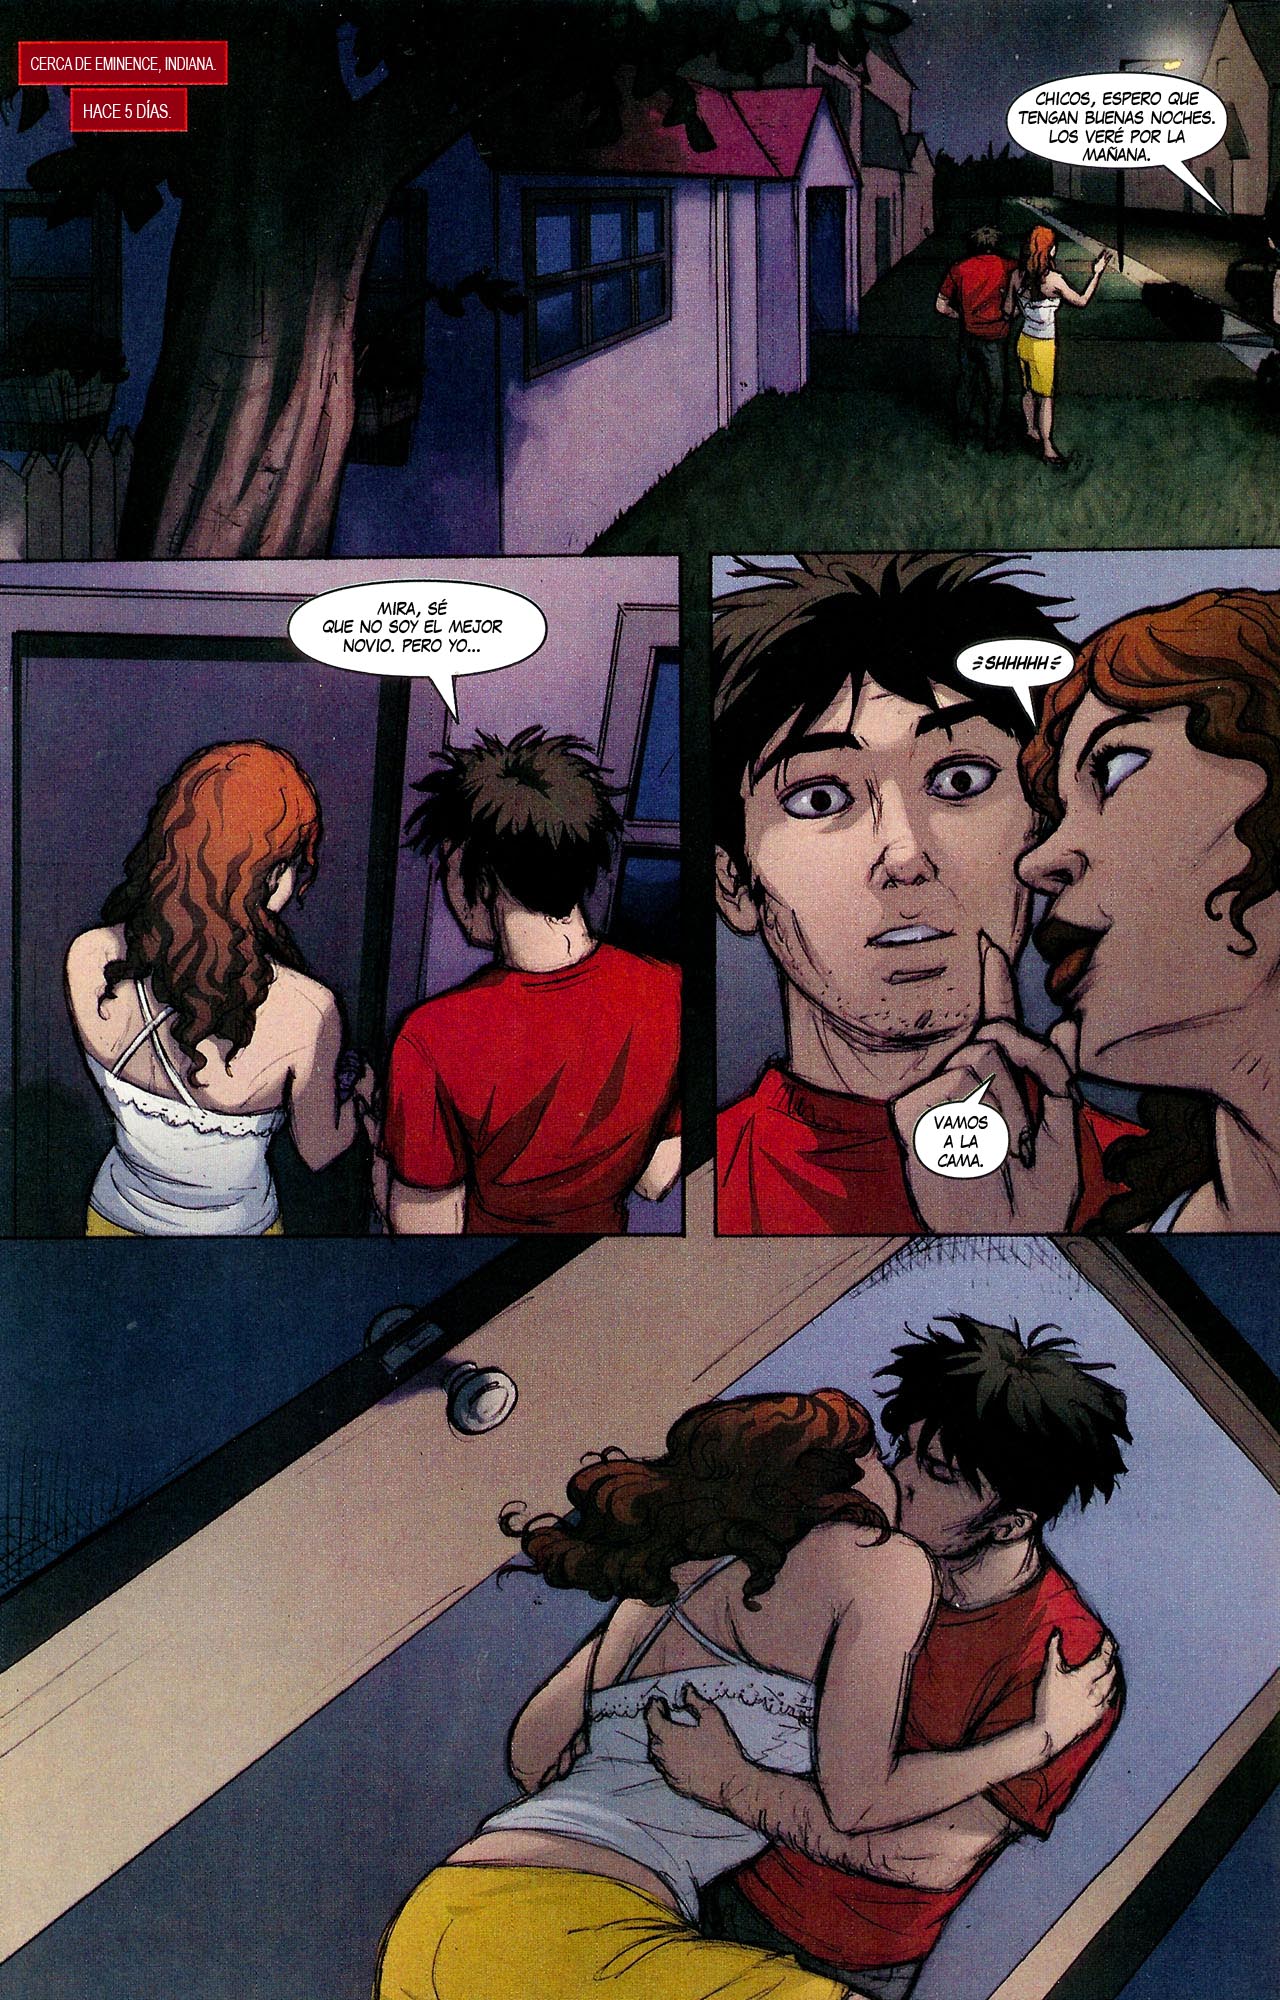 CERCA DE EMINENCE, INDIANA.
HACE 5 DÍAS.
CHICOS, ESPERO QUE
TENGAN BUENAS NOCHES.
LOS VERÉ POR LA
MAÑANA.
MIRA, SÉ
QUE NO SOY EL MEJOR
NOVIO. PERO YO...
SHHHHH
VAMOS
A LA
CAMA.